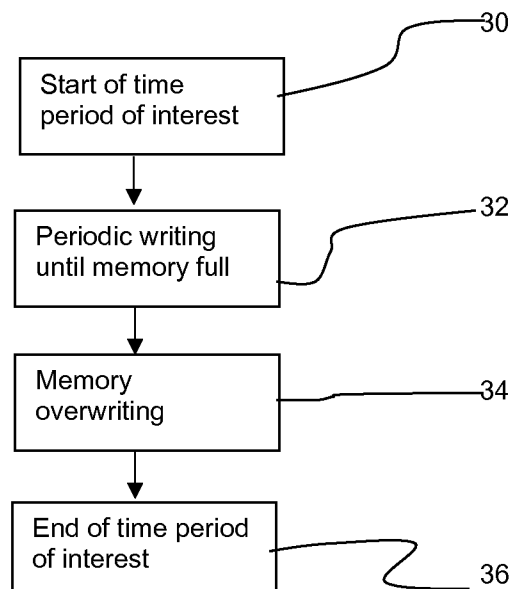 30
Start of time
period of interest
32
Periodic writing
until memory full
Memory
overwriting
34
End of time period
of interest
36